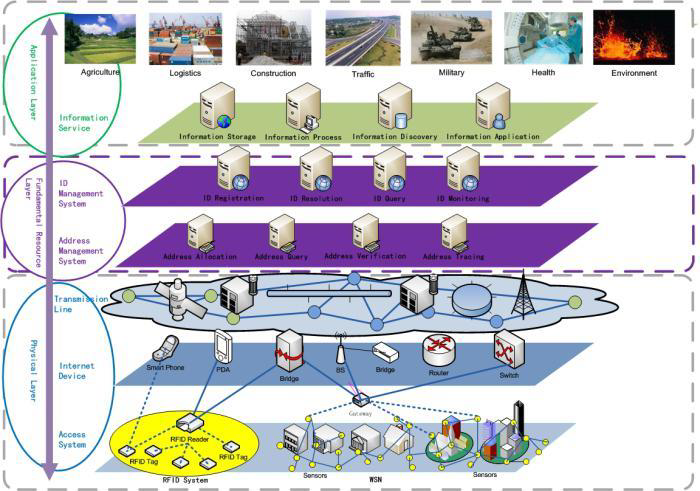 Agriculture
Logistics
Construction
Traffic
Military
Health
Environment
Application Layer
Information
Service
Information Storage
Information Process
Information Discovery
Information Application
Fundamental Resource
Layer
ID
Management
System
ID Registration
ID Resolution
ID Query
ID Monitoring
Address
Management
System
Address Allocation
Address Query
Address Verification
Address Tracing
Physical Layer
Transmission
Line
Internet
Device
Smart Phone
PDA
Bridge
BS
Bridge
Router
Switch
Gateway
Access
System
RFID Reader
RFID Tag
RFID Tag
RFID System
Sensors
WSN
Sensors